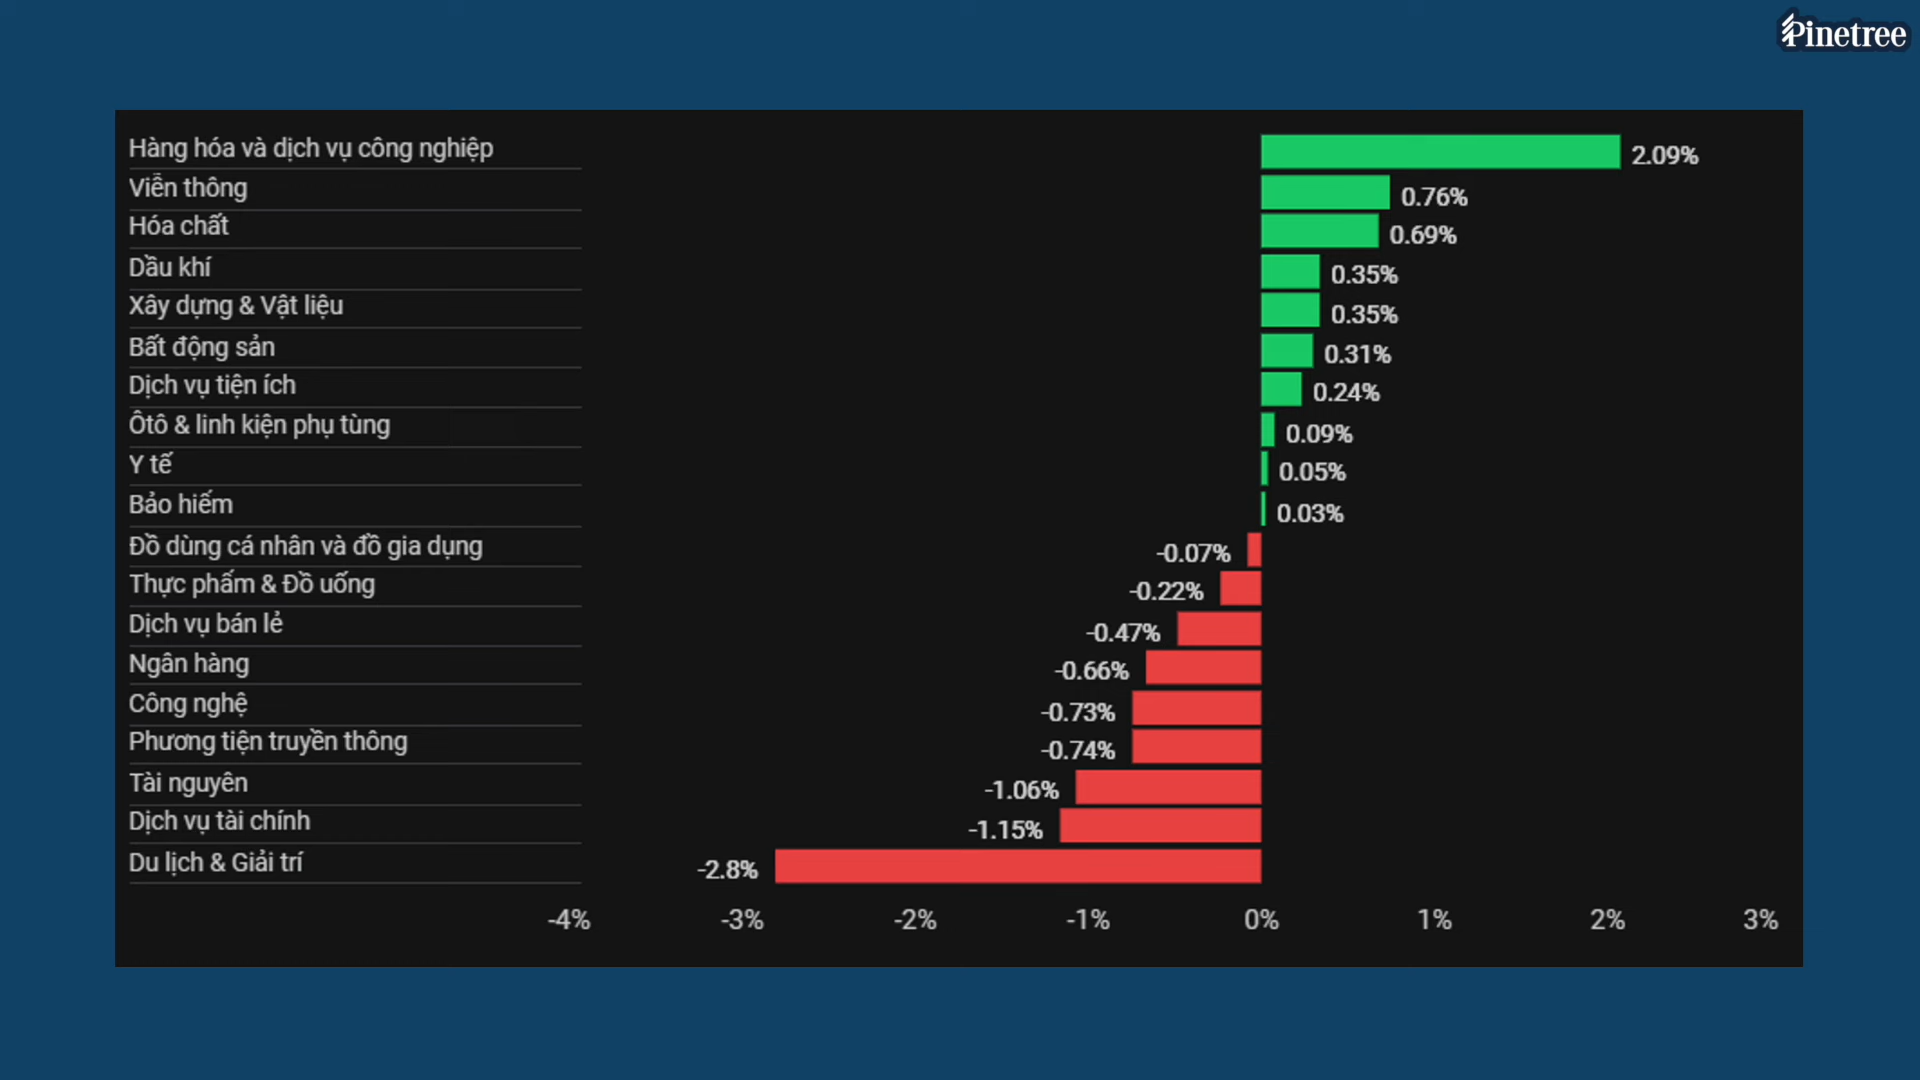 Pinetree
Hàng hóa và dịch vụ công nghiệp 2.09%
Viễn thông 0.76%
Hóa chất 0.69%
Dầu khí 0.35%
Xây dựng & Vật liệu 0.35%
Bất động sản 0.31%
Dịch vụ tiện ích 0.24%
Ôtô & linh kiện phụ tùng 0.09%
Y tế 0.05%
Bảo hiểm 0.03%
Đồ dùng cá nhân và đồ gia dụng -0.07%
Thực phẩm & Đồ uống -0.22%
Dịch vụ bán lẻ -0.47%
Ngân hàng -0.66%
Công nghệ -0.73%
Phương tiện truyền thông -0.74%
Tài nguyên -1.06%
Dịch vụ tài chính -1.15%
Du lịch & Giải trí -2.8%
-4% -3% -2% -1% 0% 1% 2% 3%